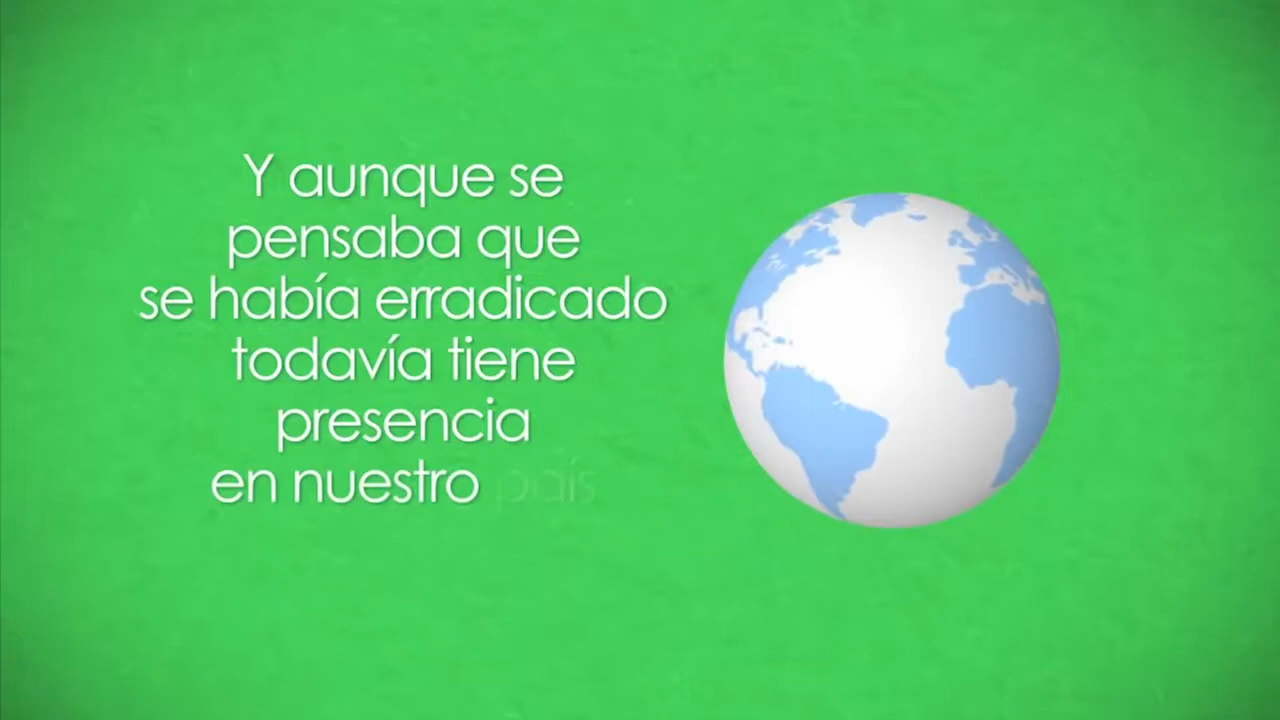 Y aunque se
pensaba que
se había erradicado
todavía tiene
presencia
en nuestro país